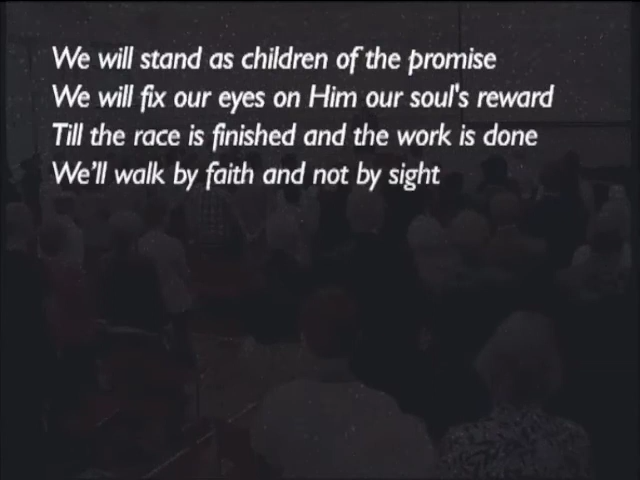 We will stand as children of the promise
We will fix our eyes on Him our soul's reward
Till the race is finished and the work is done
We'll walk by faith and not by sight